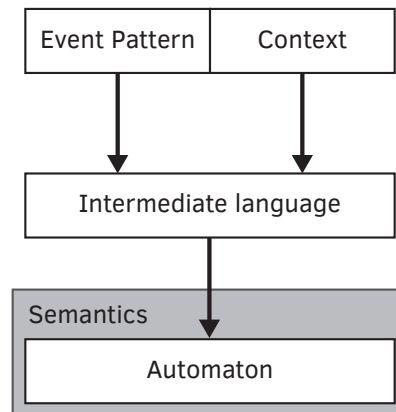 Event Pattern
Context
Intermediate language
Semantics
Automaton